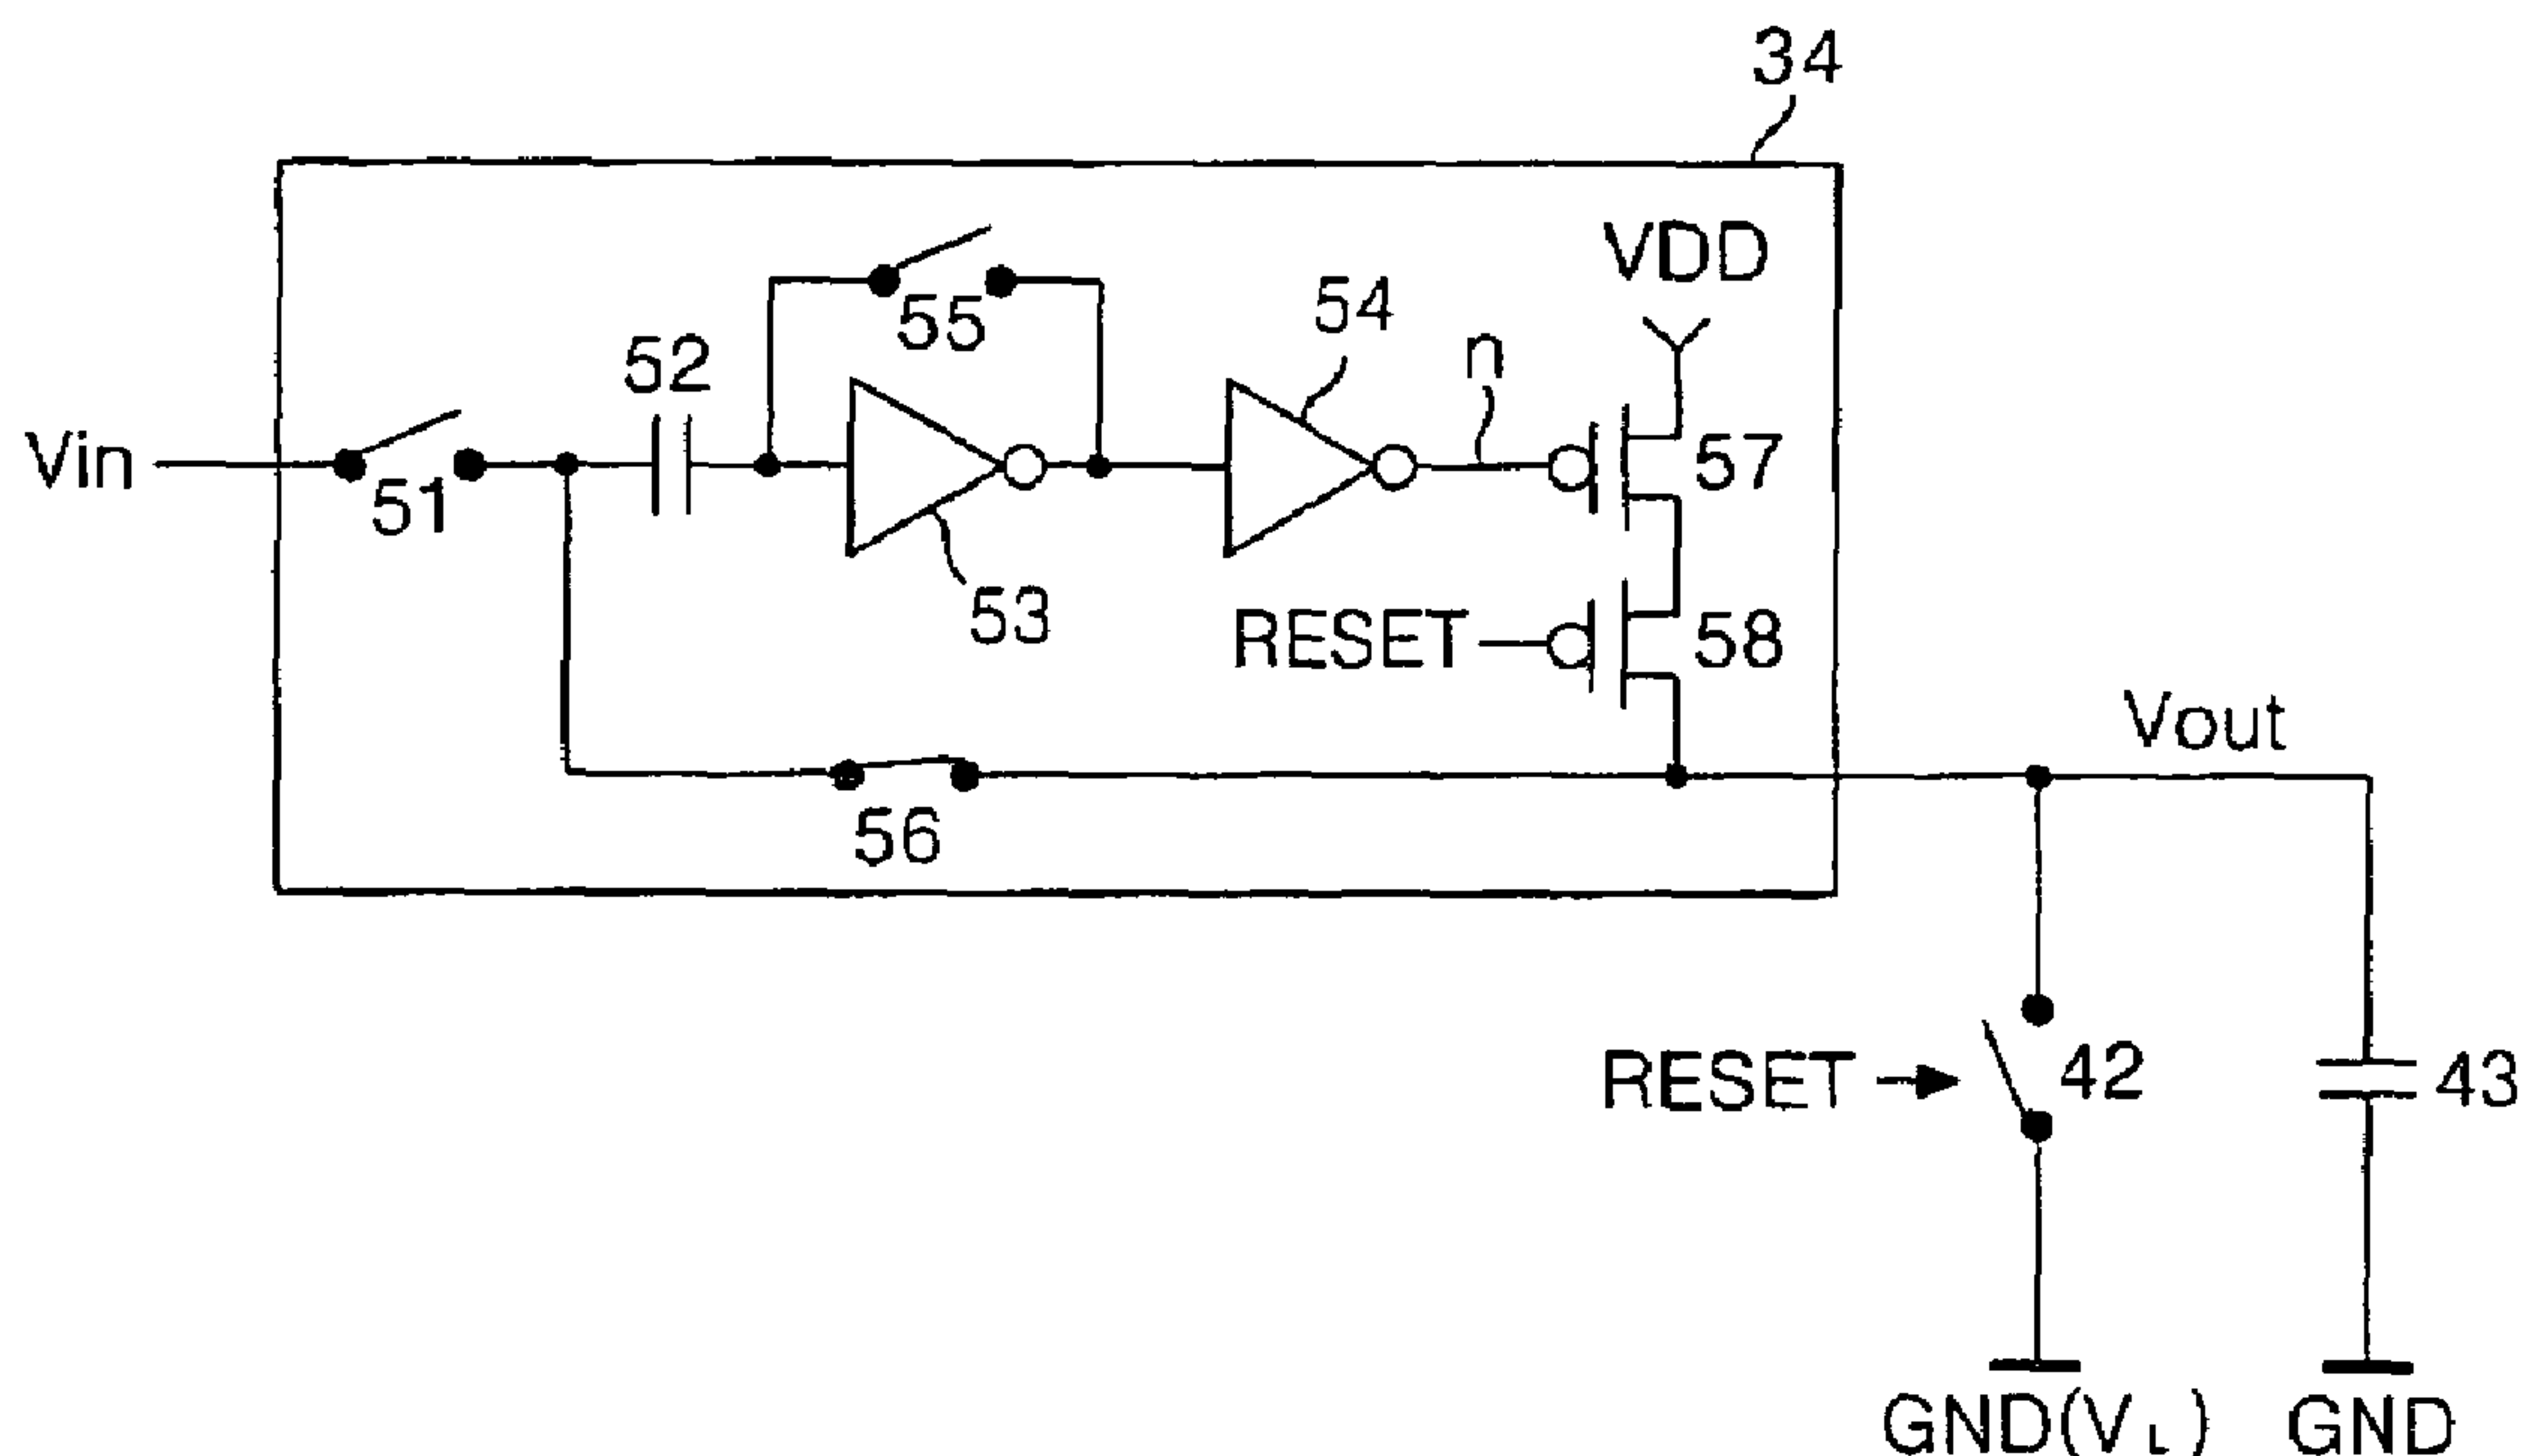 34
VDD
55
54
52
n
Vin
51
57
53
RESET
58
Vout
56
RESET
42
43
GND(VL)
GND